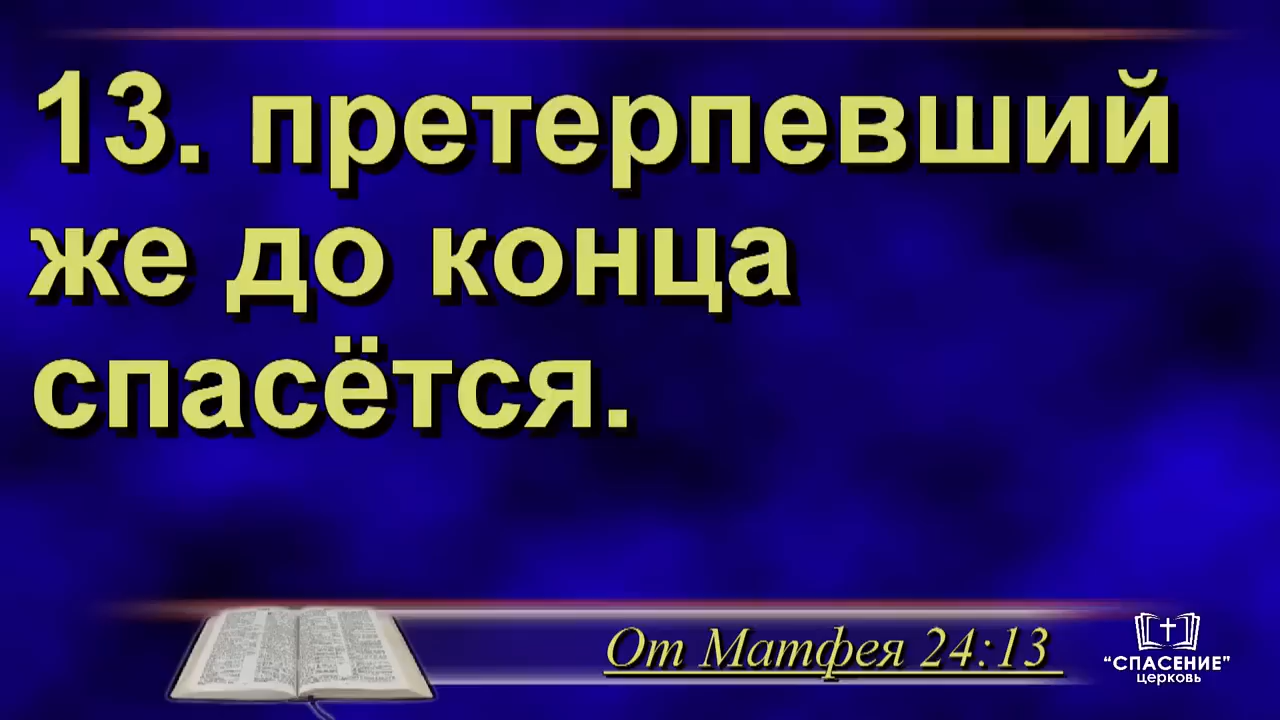 13. претерпевший
же до конца
спасётся.
От Матфея 24:13
“СПАСЕНИЕ”
церковь